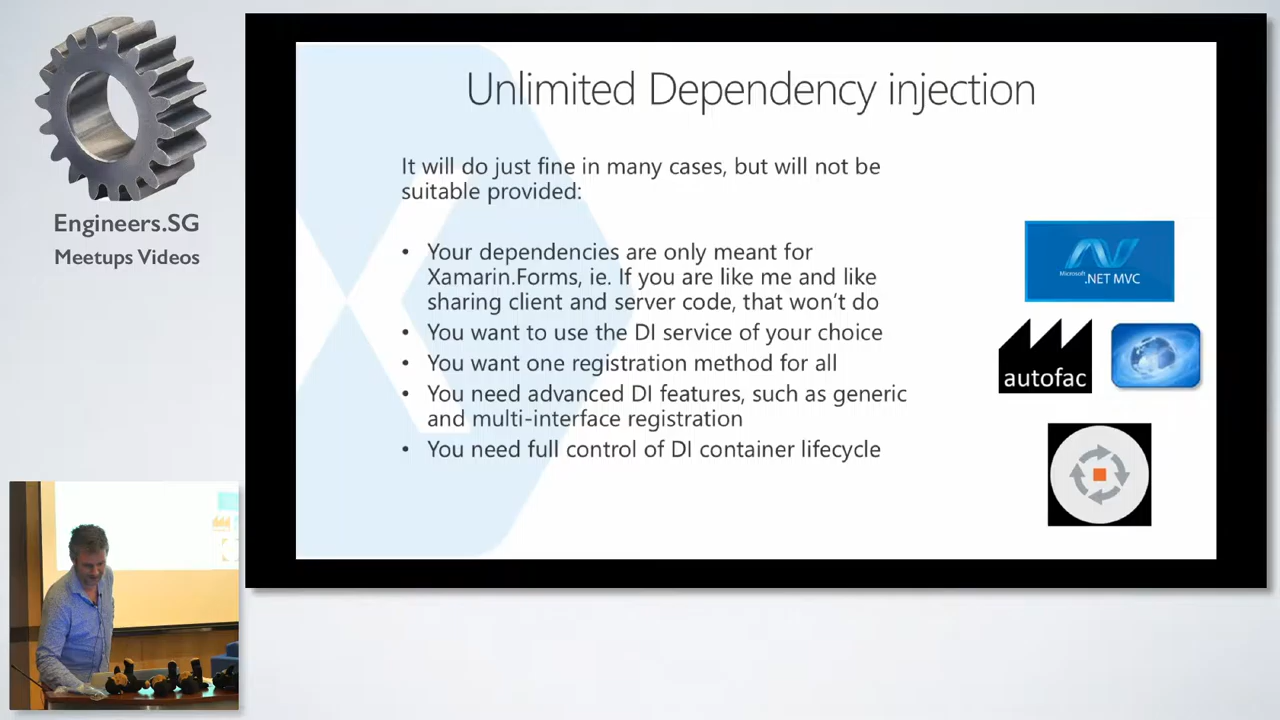 Engineers.SG
Meetups Videos
Unlimited Dependency injection
It will do just fine in many cases, but will not be
suitable provided:
• Your dependencies are only meant for
Xamarin.Forms, ie. If you are like me and like
sharing client and server code, that won't do
• You want to use the DI service of your choice
• You want one registration method for all
• You need advanced DI features, such as generic
and multi-interface registration
• You need full control of DI container lifecycle
Microsoft
.NET MVC
autofac